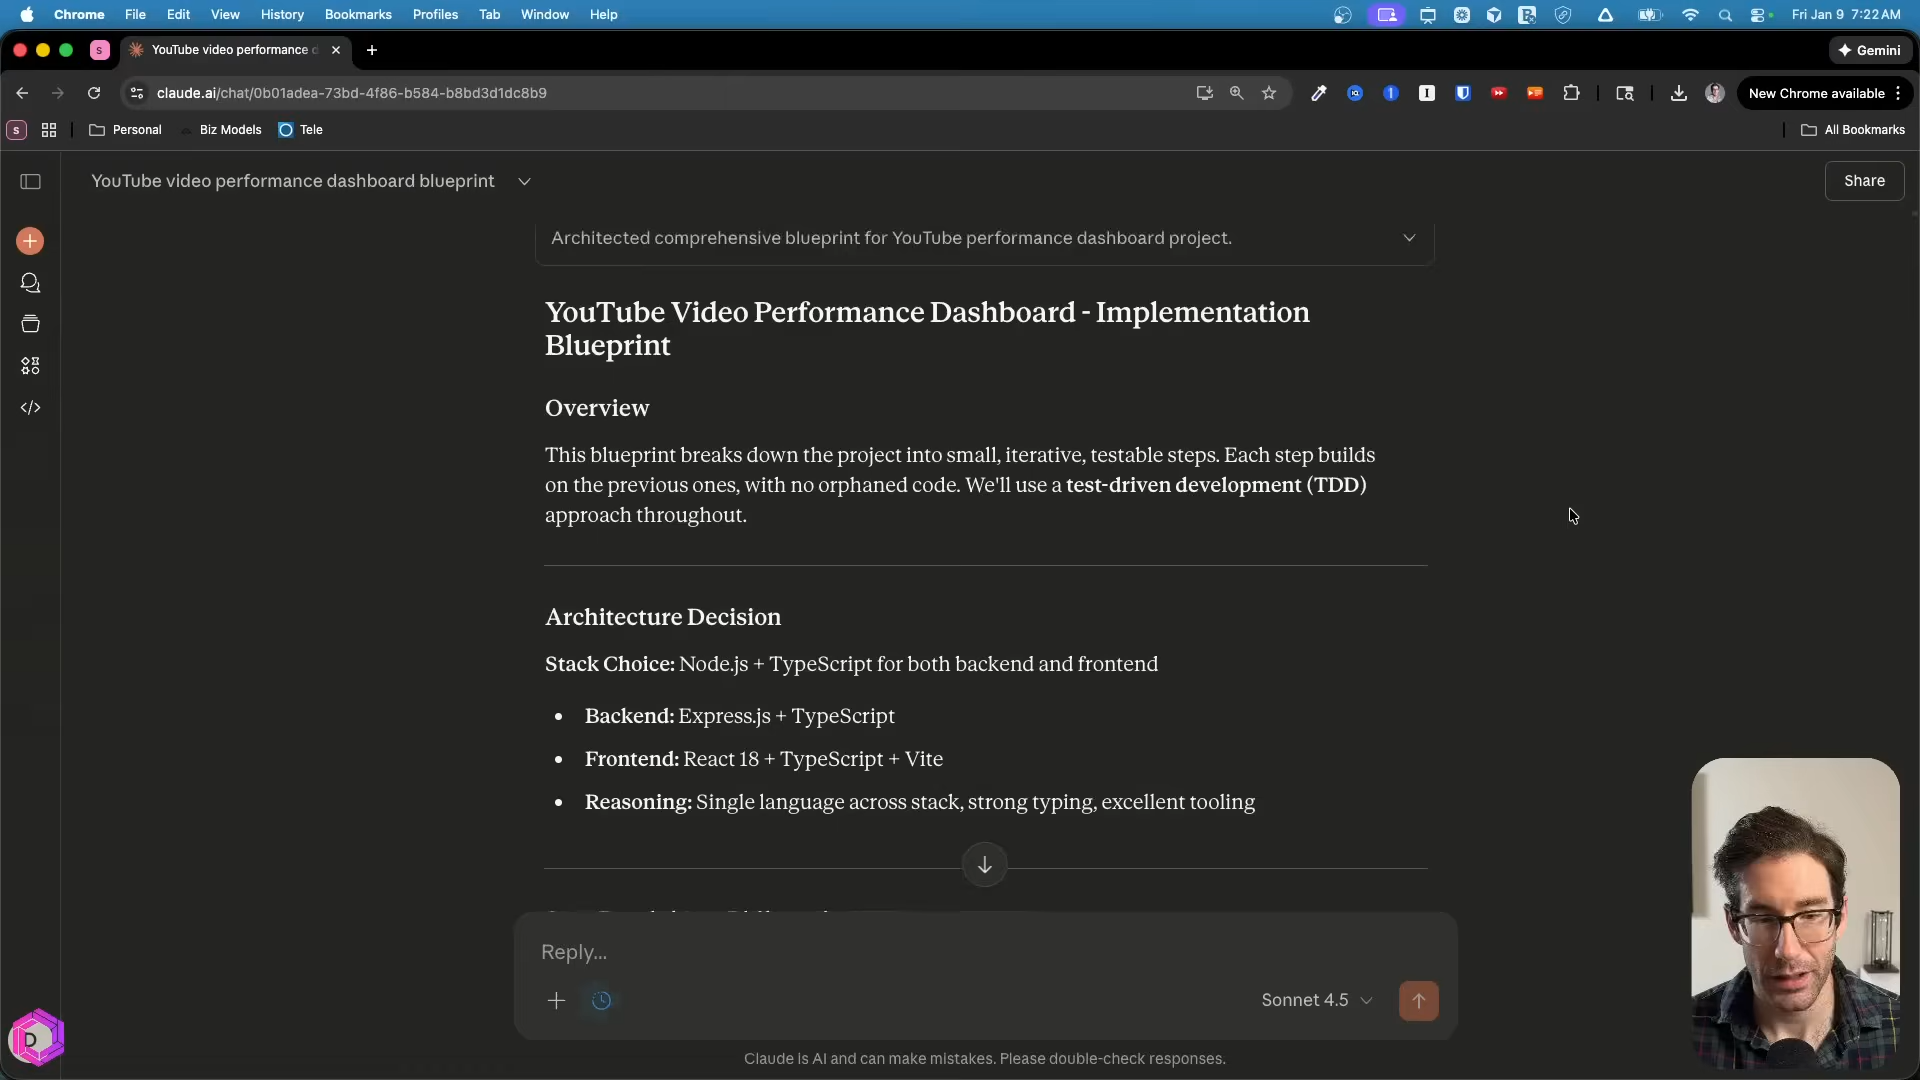 Chrome File Edit View History Bookmarks Profiles Tab Window Help Fri Jan 9 7:22 AM
s YouTube video performance d Gemini
claude.ai/chat/0b01adea-73bd-4f86-b584-b8bd3d1dc8b9 New Chrome available
s Personal Biz Models Tele All Bookmarks
YouTube video performance dashboard blueprint Share
Architected comprehensive blueprint for YouTube performance dashboard project.
YouTube Video Performance Dashboard - Implementation
Blueprint
Overview
This blueprint breaks down the project into small, iterative, testable steps. Each step builds
on the previous ones, with no orphaned code. We'll use a test-driven development (TDD)
approach throughout.
Architecture Decision
Stack Choice: Node.js + TypeScript for both backend and frontend
• Backend: Express.js + TypeScript
• Frontend: React 18 + TypeScript + Vite
• Reasoning: Single language across stack, strong typing, excellent tooling
Reply...
Sonnet 4.5
D
Claude is AI and can make mistakes. Please double-check responses.